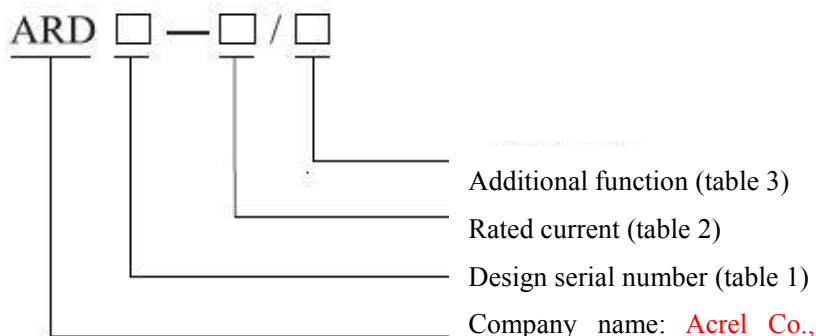 ARD □ — □ / □
Additional function (table 3)
Rated current (table 2)
Design serial number (table 1)
Company name: Acrel Co.,